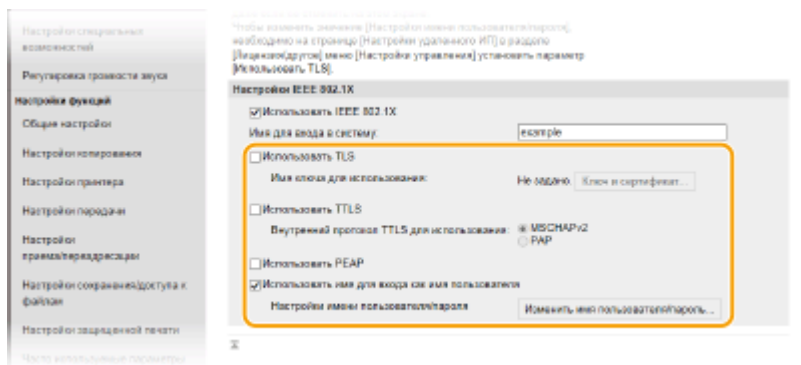 Настройки специальных
возможностей
Регулировка громкости звука
Настройки функций
Общие настройки
Настройки копирования
Настройки принтера
Настройки передачи
Настройки
приема/переадресации
Настройки сохранения/доступа к
файлам
Настройки защищенной печати
Часто используемые параметры
Чтобы изменить значение [Настройки имени пользователя/пароля],
необходимо на странице [Настройки удаленного ИП] в разделе
[Лицензия/другое] меню [Настройки управления] установить параметр
[Использовать TLS].
Настройки IEEE 802.1X
Использовать IEEE 802.1X
Имя для входа в систему: example
Использовать TLS
Имя ключа для использования: Не задано. Ключ и сертификат...
Использовать TTLS
Внутренний протокол TTLS для использования: MSCHAPv2
PAP
Использовать PEAP
Использовать имя для входа как имя пользователя
Настройки имени пользователя/пароля Изменить имя пользователя/пароль...